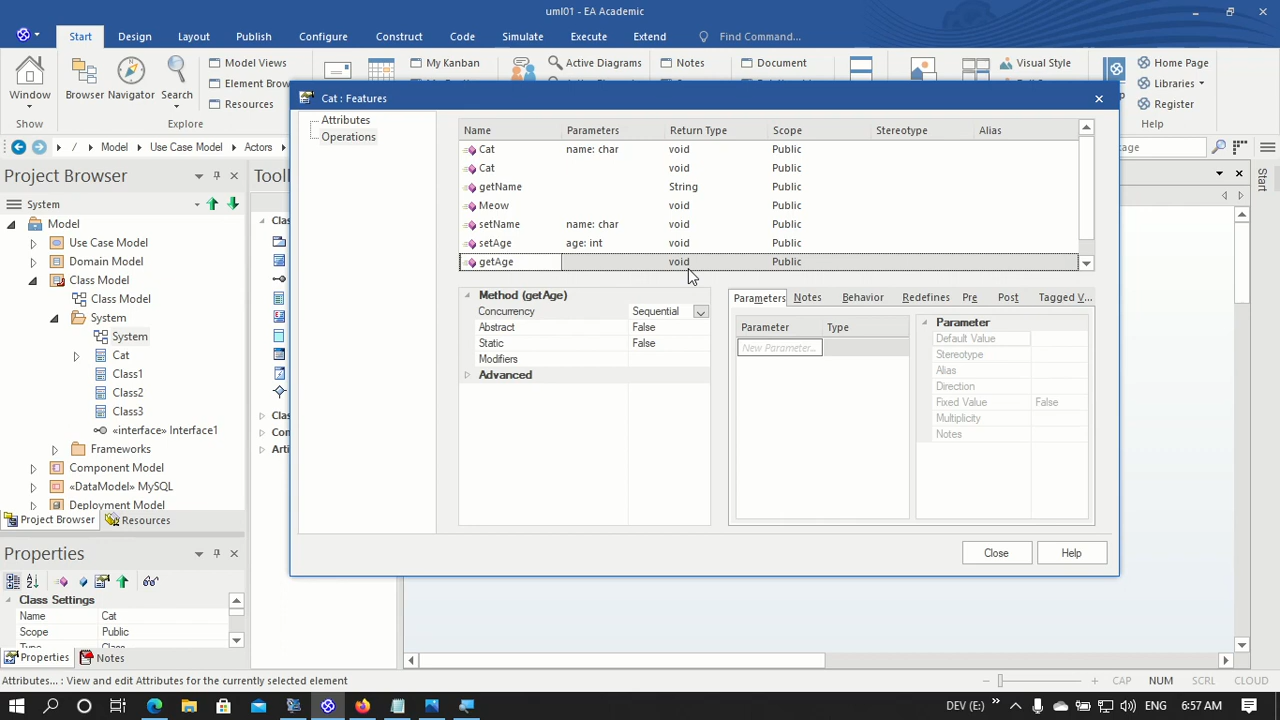 uml01 - EA Academic
Start Design Layout Publish Configure Construct Code Simulate Execute Extend Find Command...
Model Views My Kanban Active Diagrams Notes Document Visual Style Home Page
Element Brow Libraries
Window Browser Navigator Search Resources Register
Show Explore Help
/ Model Use Case Model Actors
Cat : Features
Attributes
Operations
Name Parameters Return Type Scope Stereotype Alias
Cat name: char void Public
Cat void Public
getName String Public
Meow void Public
setName name: char void Public
setAge age: int void Public
getAge void Public
Method (getAge)
Concurrency Sequential
Abstract False
Static False
Modifiers
Advanced
Parameters Notes Behavior Redefines Pre Post Tagged V...
Parameter Type
New Parameter...
Parameter
Default Value
Stereotype
Alias
Direction
Fixed Value False
Multiplicity
Notes
Close Help
Start
Project Browser
System
Model
Use Case Model
Domain Model
Class Model
Class Model
System
System
Cat
Class1
Class2
Class3
«interface» Interface1
Frameworks
Component Model
«DataModel» MySQL
Deployment Model
Project Browser Resources
Toolb
Clas
Clas
Con
Arti
Properties
Class Settings
Name Cat
Scope Public
Type Class
Properties Notes
Attributes... : View and edit Attributes for the currently selected element
CAP NUM SCRL CLOUD
DEV (E:) 6:57 AM